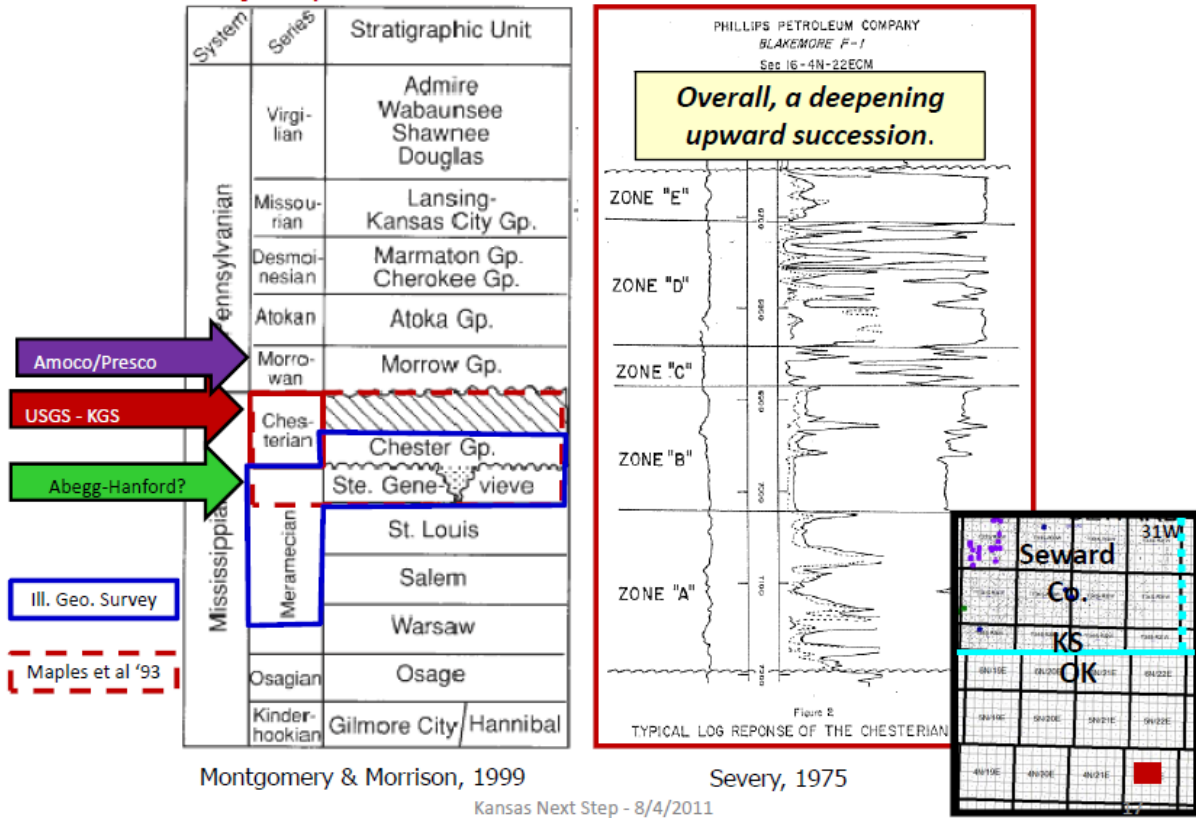 System
Series
Stratigraphic Unit
Pennsylvanian
Virgi-
lian
Admire
Wabaunsee
Shawnee
Douglas
Missou-
rian
Lansing-
Kansas City Gp.
Desmoi-
nesian
Marmaton Gp.
Cherokee Gp.
Atokan
Atoka Gp.
Morro-
wan
Morrow Gp.
Mississippian
Ches-
terian
Chester Gp.
Ste. Gene- vieve
Meramecian
St. Louis
Salem
Warsaw
Osagian
Osage
Kinder-
hookian
Gilmore City / Hannibal
Amoco/Presco
USGS - KGS
Abegg-Hanford?
Ill. Geo. Survey
Maples et al '93
Montgomery & Morrison, 1999
PHILLIPS PETROLEUM COMPANY
BLAKEMORE F-1
Sec 16-4N-22ECM
Overall, a deepening
upward succession.
ZONE "E"
ZONE "D"
ZONE "C"
ZONE "B"
ZONE "A"
Figure 2
TYPICAL LOG REPONSE OF THE CHESTERIAN
Severy, 1975
31W
Seward
Co.
KS
OK
6N/19E 6N/20E 6N/21E 6N/22E
5N/19E 5N/20E 5N/21E 5N/22E
4N/19E 4N/20E 4N/21E
Kansas Next Step - 8/4/2011
17